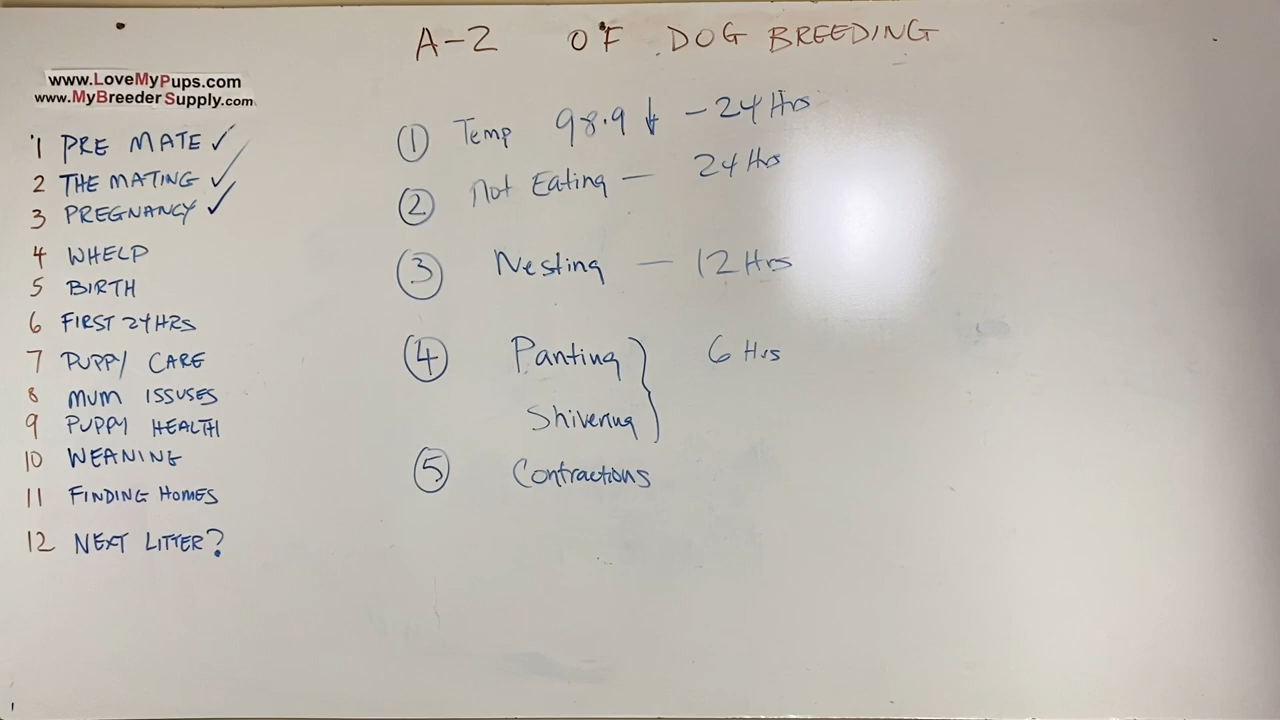 A-Z OF DOG BREEDING
www.LoveMyPups.com
www.MyBreederSupply.com
1 PRE MATE ✓
2 THE MATING ✓
3 PREGNANCY ✓
4 WHELP
5 BIRTH
6 FIRST 24HRS
7 PUPPY CARE
8 MUM ISSUSES
9 PUPPY HEALTH
10 WEANING
11 FINDING HOMES
12 NEXT LITTER?
① Temp 98.9 ↓ - 24 Hrs
② Not Eating — 24 Hrs
③ Nesting — 12 Hrs
④ Panting } 6 Hrs
Shivering
⑤ Contractions